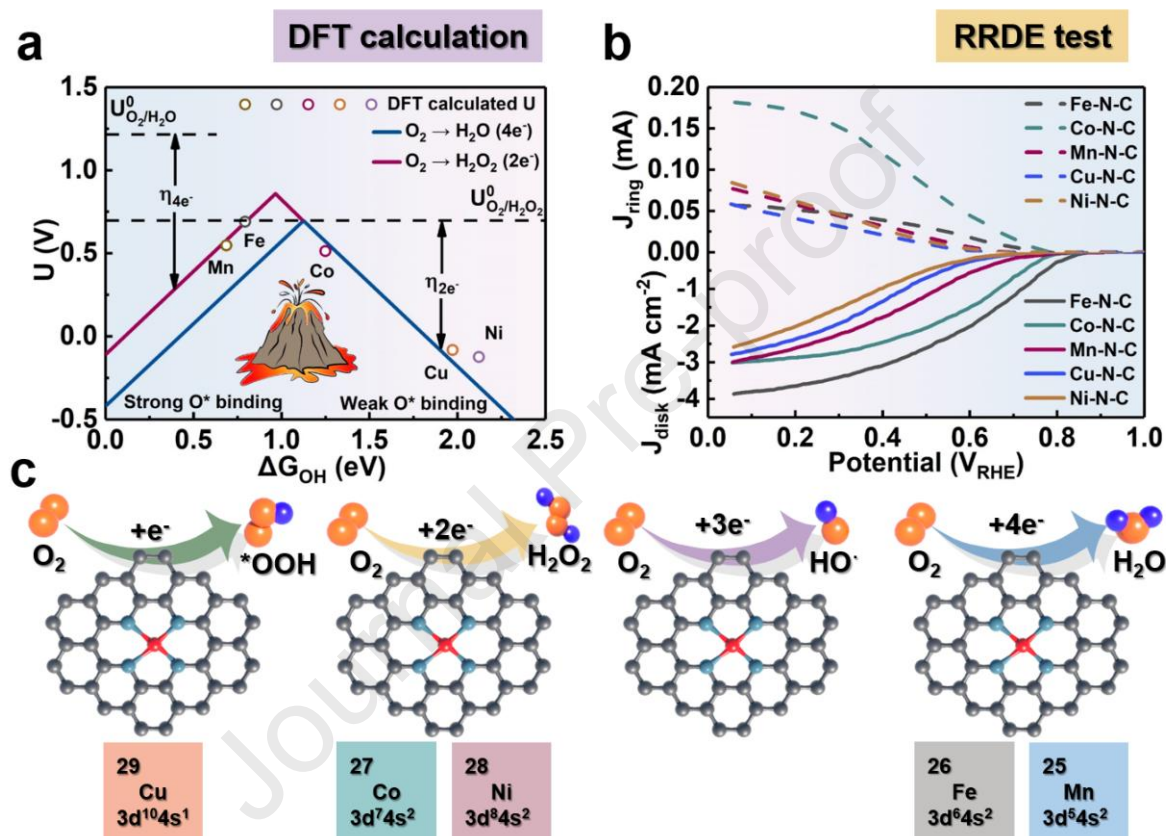 a
DFT calculation
1.5
1.0
0.5
0.0
-0.5
U (V)
U⁰O₂/H₂O
DFT calculated U
O₂ → H₂O (4e⁻)
O₂ → H₂O₂ (2e⁻)
η4e⁻
U⁰O₂/H₂O₂
Fe
Mn
Co
η2e⁻
Ni
Cu
Strong O* binding
Weak O* binding
0.0 0.5 1.0 1.5 2.0 2.5
ΔG_OH (eV)
b
RRDE test
J_ring (mA)
0.20
0.15
0.10
0.05
0.00
Fe-N-C
Co-N-C
Mn-N-C
Cu-N-C
Ni-N-C
J_disk (mA cm⁻²)
-1
-2
-3
-4
Fe-N-C
Co-N-C
Mn-N-C
Cu-N-C
Ni-N-C
0.0 0.2 0.4 0.6 0.8 1.0
Potential (V_RHE)
Journal Pre-proof
c
+e⁻
O₂
*OOH
+2e⁻
O₂
H₂O₂
+3e⁻
O₂
HO·
+4e⁻
O₂
H₂O
29
Cu
3d¹⁰4s¹
27
Co
3d⁷4s²
28
Ni
3d⁸4s²
26
Fe
3d⁶4s²
25
Mn
3d⁵4s²